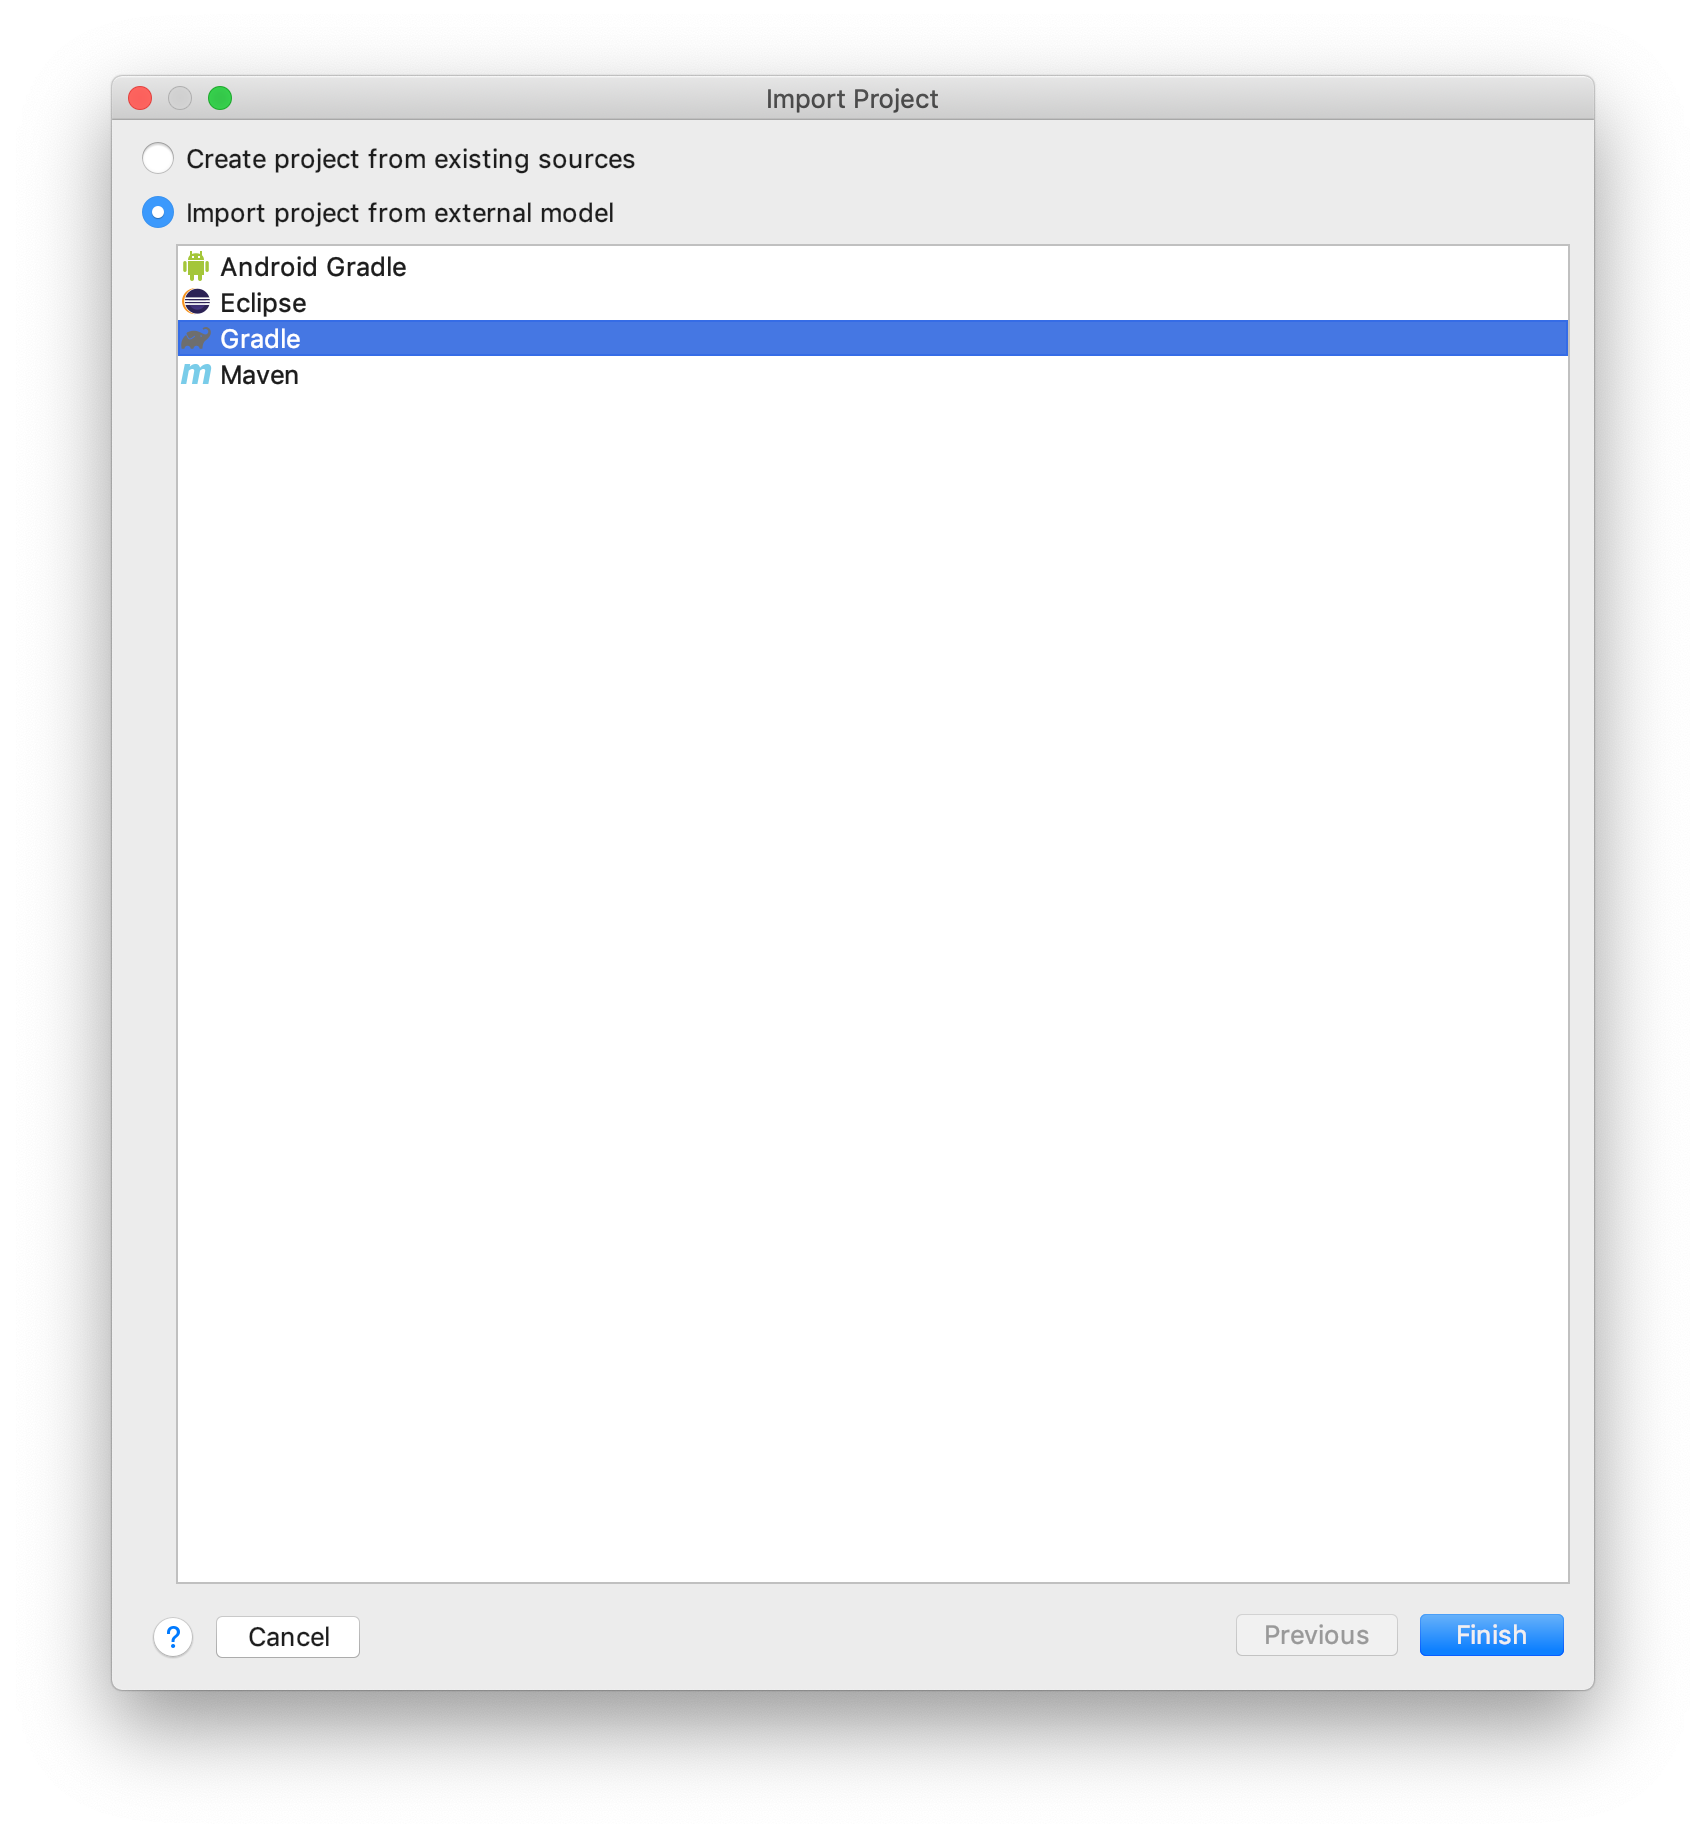 Import Project
Create project from existing sources
Import project from external model
Android Gradle
Eclipse
Gradle
m Maven
? Cancel Previous Finish